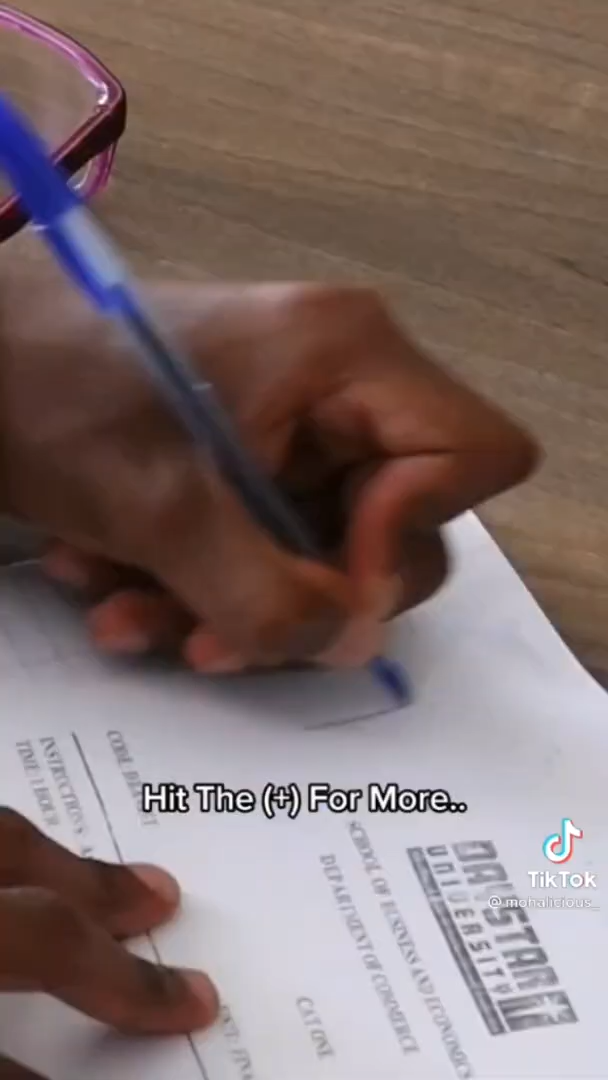 Hit The (+) For More..
TikTok
@mohalicious_
DAYSTAR
UNIVERSITY
SCHOOL OF BUSINESS AND ECONOMICS
DEPARTMENT OF COMMERCE
CAT ONE
TIME: 1 HOUR
INSTRUCTIONS: